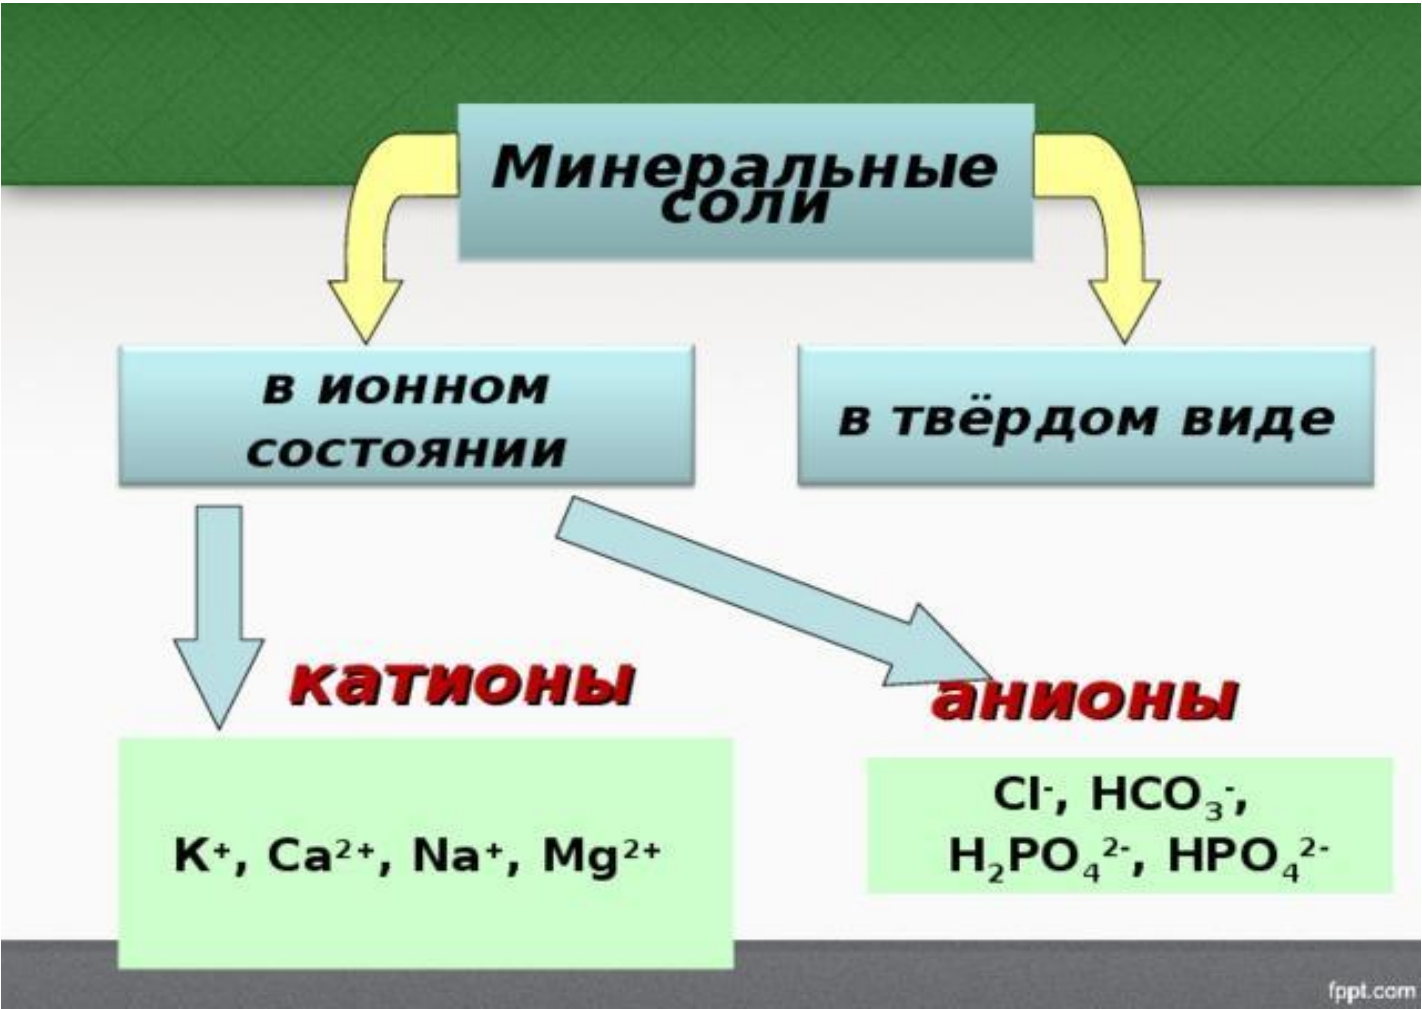 Минеральные
соли
в ионном
состоянии
в твёрдом виде
катионы
анионы
К⁺, Ca²⁺, Na⁺, Mg²⁺
Cl⁻, HCO₃⁻,
H₂PO₄²⁻, HPO₄²⁻
fppt.com